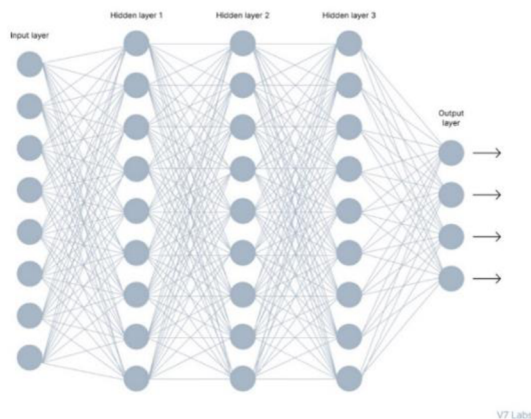 Input layer
Hidden layer 1
Hidden layer 2
Hidden layer 3
Output
layer
V7 Labs